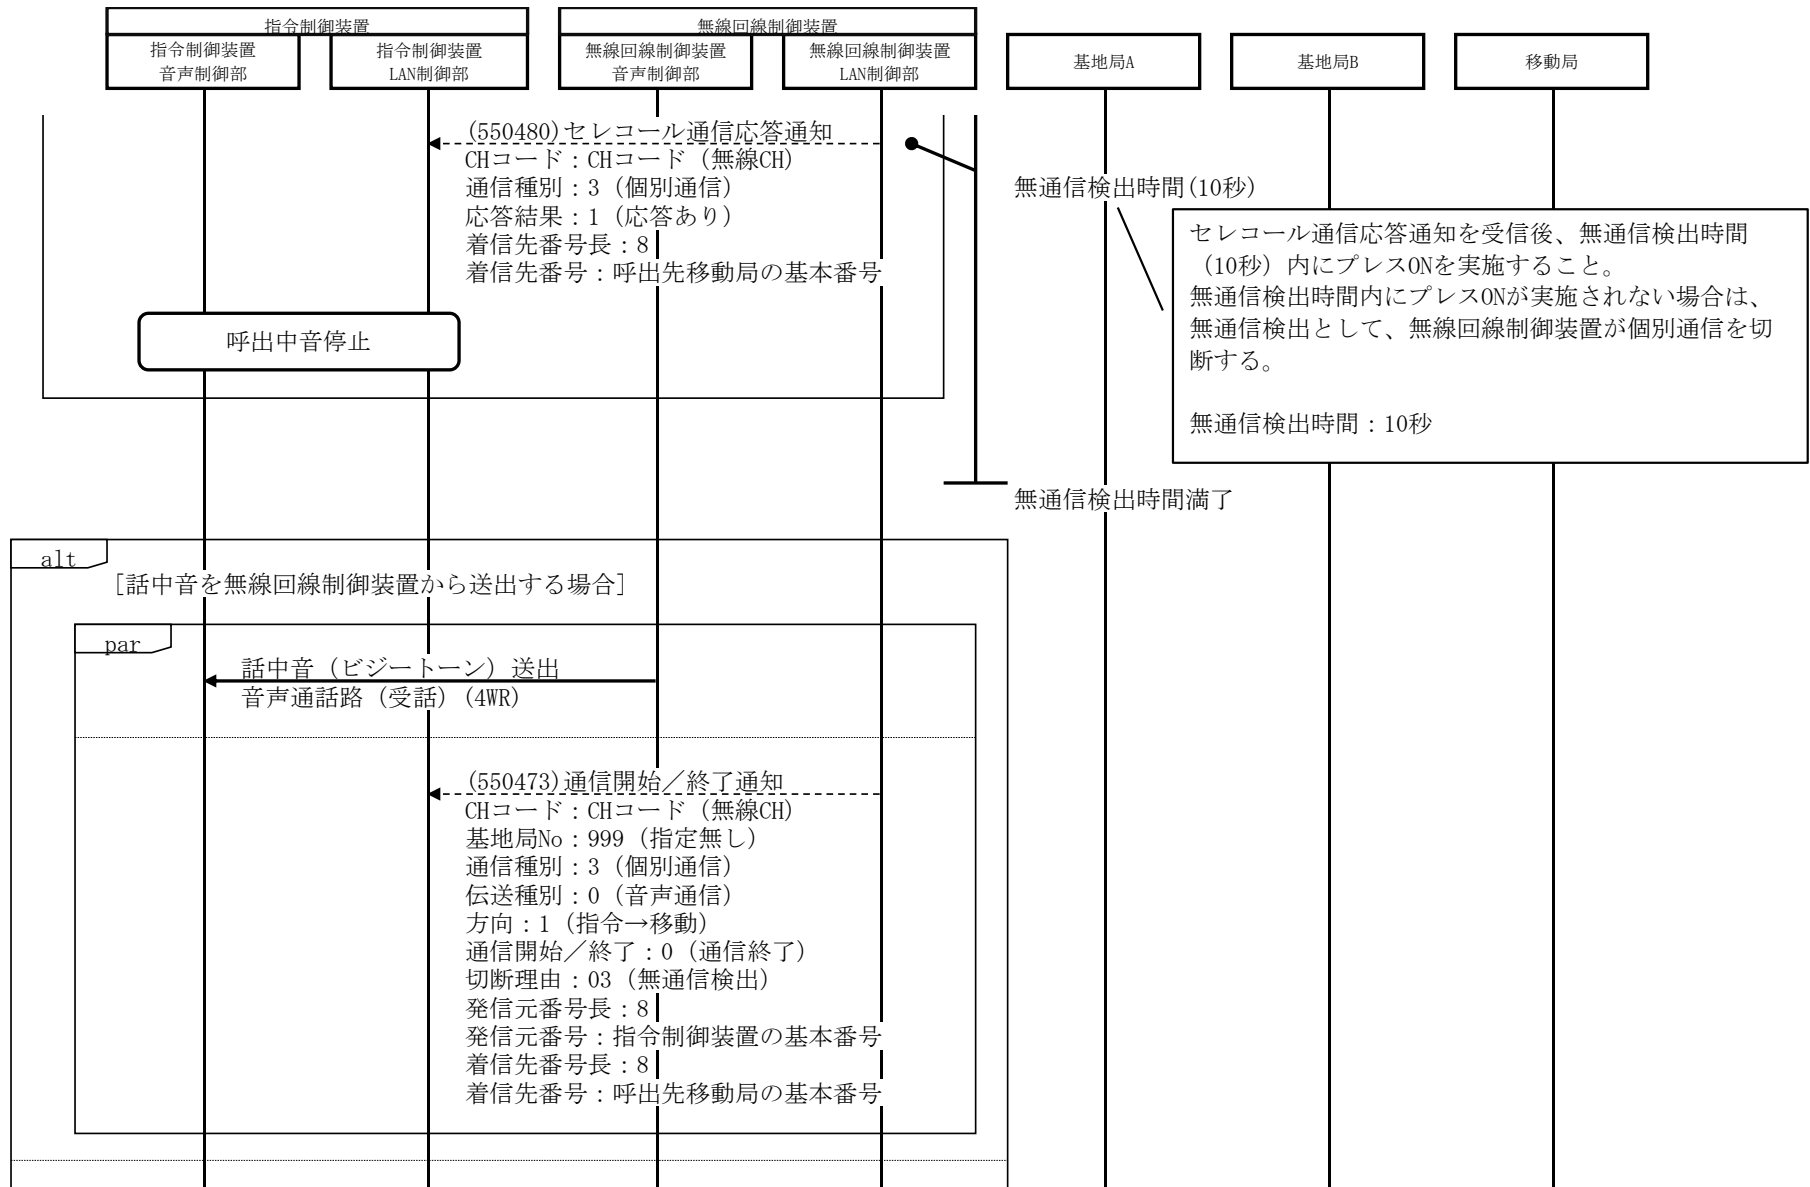 指令制御装置
無線回線制御装置
指令制御装置
音声制御部
指令制御装置
LAN制御部
無線回線制御装置
音声制御部
無線回線制御装置
LAN制御部
基地局A
基地局B
移動局
(550480)セレコール通信応答通知
CHコード：CHコード（無線CH）
通信種別：3（個別通信）
応答結果：1（応答あり）
着信先番号長：8
着信先番号：呼出先移動局の基本番号
無通信検出時間(10秒)
セレコール通信応答通知を受信後、無通信検出時間
（10秒）内にプレスONを実施すること。
無通信検出時間内にプレスONが実施されない場合は、
無通信検出として、無線回線制御装置が個別通信を切
断する。
無通信検出時間：10秒
呼出中音停止
無通信検出時間満了
alt
[話中音を無線回線制御装置から送出する場合]
par
話中音（ビジートーン）送出
音声通話路（受話）(4WR)
(550473)通信開始／終了通知
CHコード：CHコード（無線CH）
基地局No：999（指定無し）
通信種別：3（個別通信）
伝送種別：0（音声通信）
方向：1（指令→移動）
通信開始／終了：0（通信終了）
切断理由：03（無通信検出）
発信元番号長：8
発信元番号：指令制御装置の基本番号
着信先番号長：8
着信先番号：呼出先移動局の基本番号